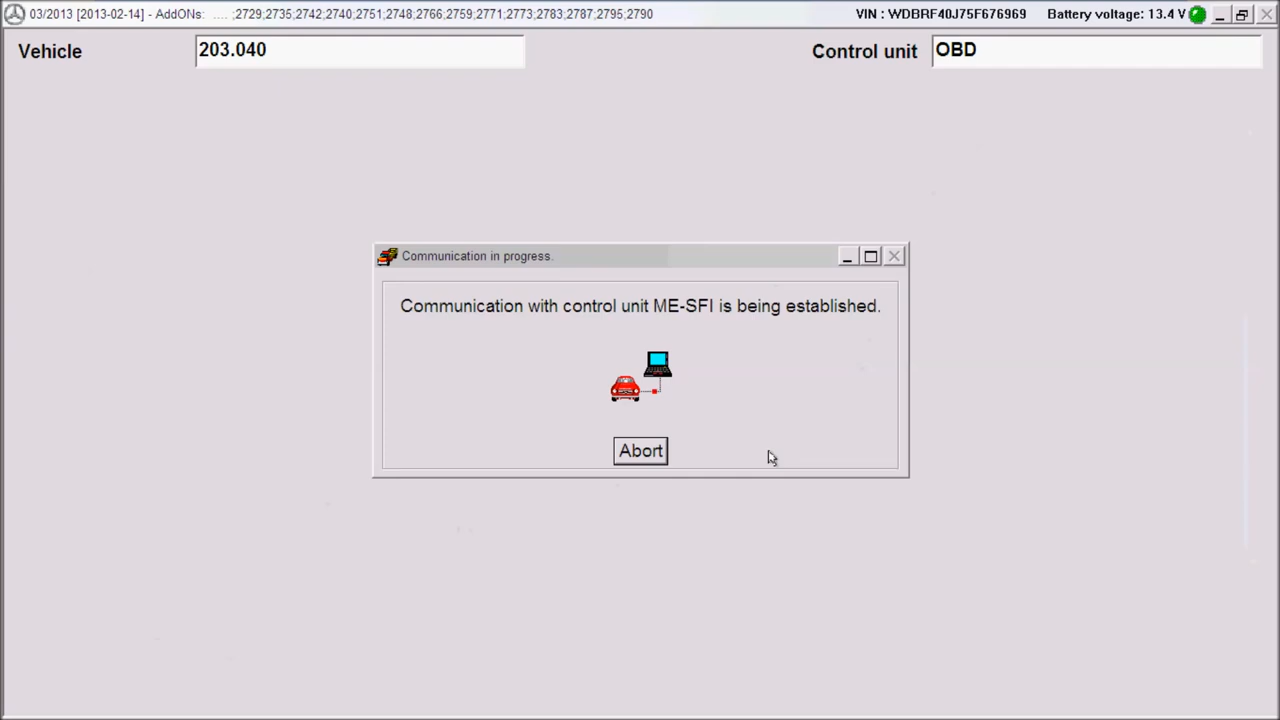 03/2013 [2013-02-14] - AddONs: .... ;2729;2735;2742;2740;2751;2748;2766;2759;2771;2773;2783;2787;2795;2790 VIN : WDBRF40J75F676969 Battery voltage: 13.4 V
Vehicle 203.040 Control unit OBD
Communication in progress.
Communication with control unit ME-SFI is being established.
Abort